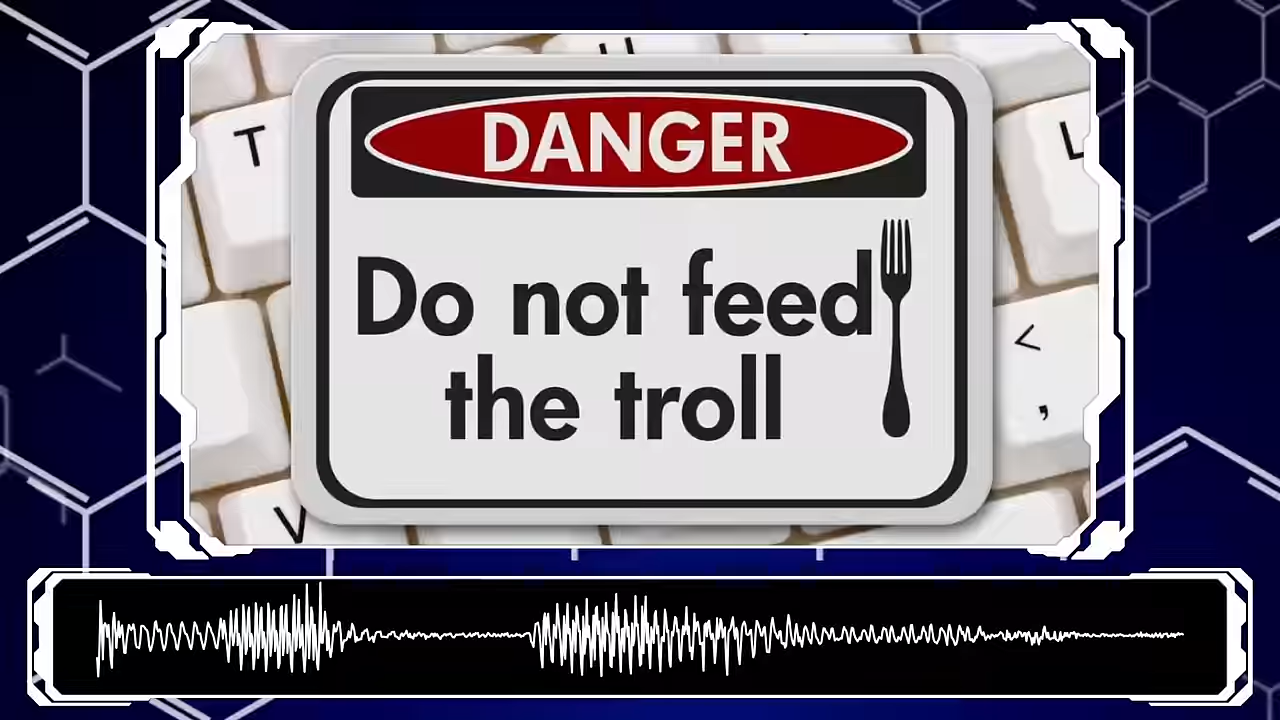 DANGER
Do not feed
the troll
T
L
<
,
V